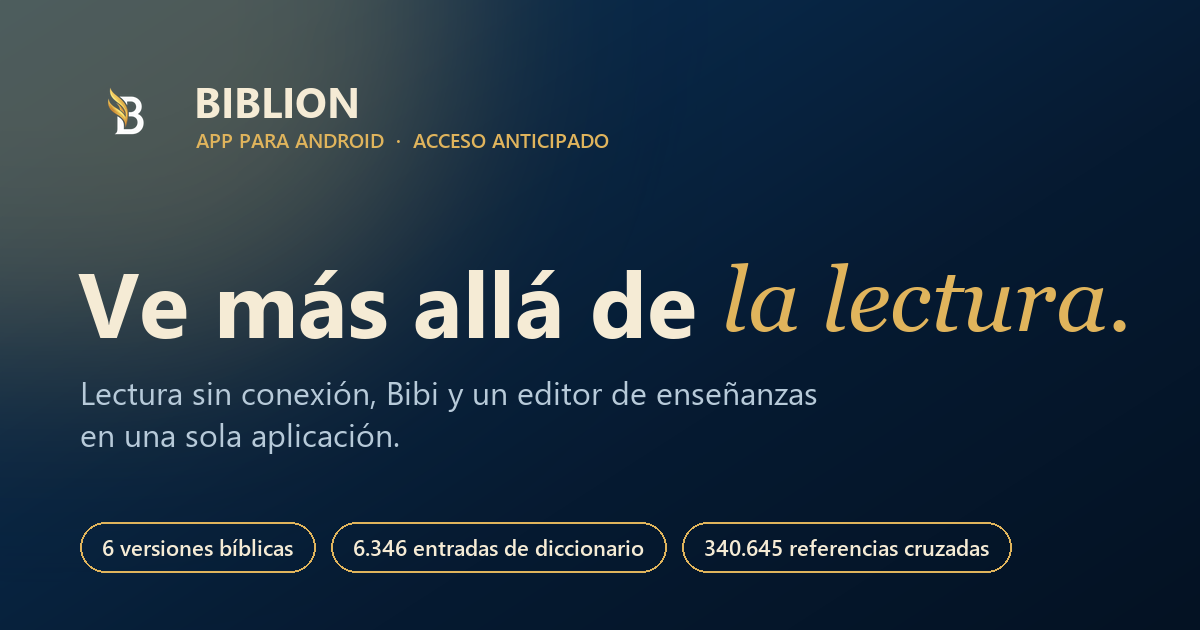 BIBLION
APP PARA ANDROID · ACCESO ANTICIPADO
Ve más allá de la lectura.
Lectura sin conexión, Bibi y un editor de enseñanzas
en una sola aplicación.
6 versiones bíblicas
6.346 entradas de diccionario
340.645 referencias cruzadas